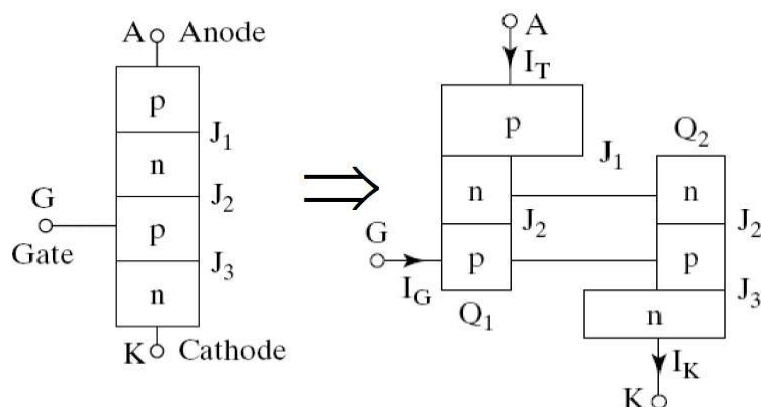 A Anode
p
J1
n
J2
G
Gate
p
J3
n
K Cathode
A
IT
p
J1
Q2
n
n
J2
J2
G
IG
p
p
J3
Q1
n
IK
K